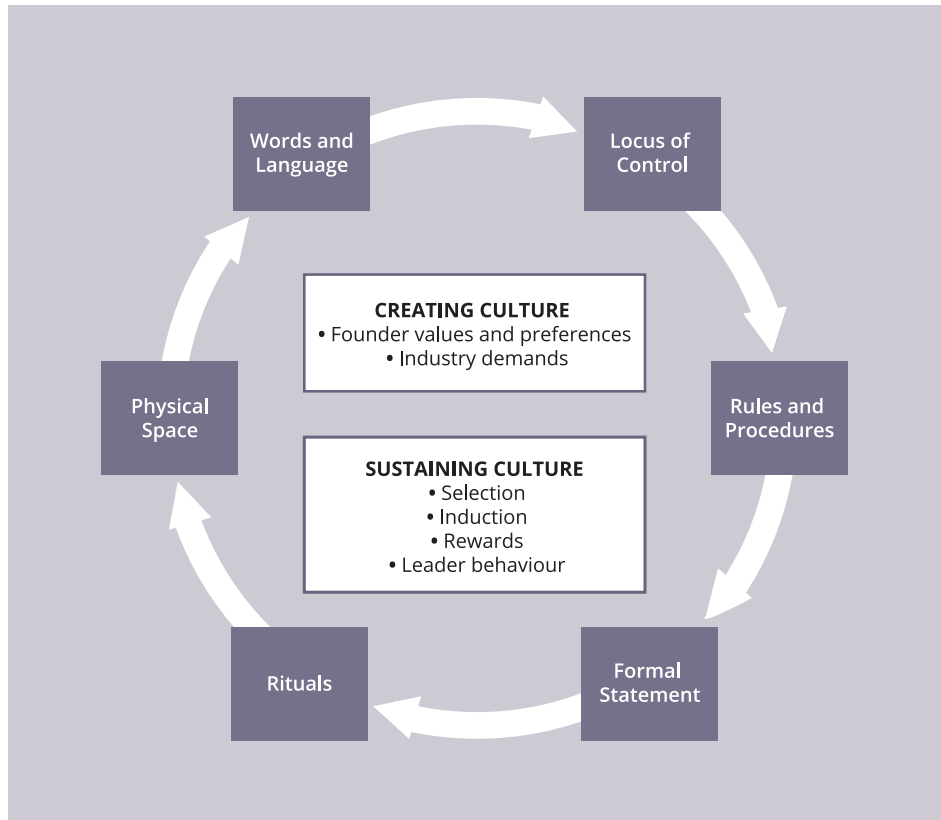 Words and
Language
Locus of
Control
CREATING CULTURE
• Founder values and preferences
• Industry demands
Physical
Space
Rules and
Procedures
SUSTAINING CULTURE
• Selection
• Induction
• Rewards
• Leader behaviour
Rituals
Formal
Statement